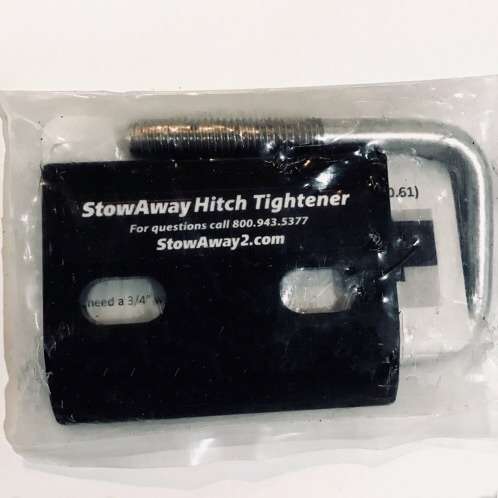 StowAway Hitch Tightener
For questions call 800.943.5377
StowAway2.com
0.61)
need a 3/4"